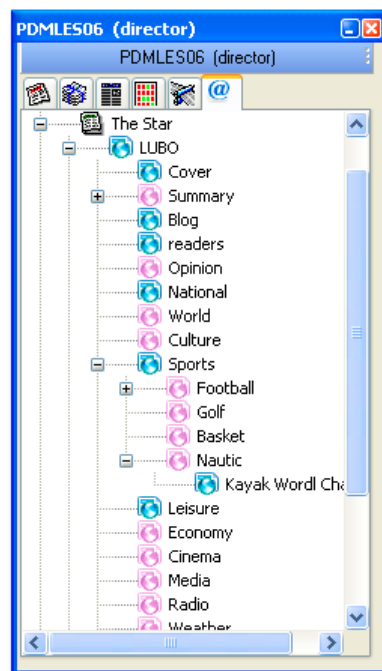 PDMLES06 (director)
PDMLES06 (director)
@
The Star
LUBO
Cover
Summary
Blog
readers
Opinion
National
World
Culture
Sports
Football
Golf
Basket
Nautic
Kayak Wordl Cha
Leisure
Economy
Cinema
Media
Radio
Weather